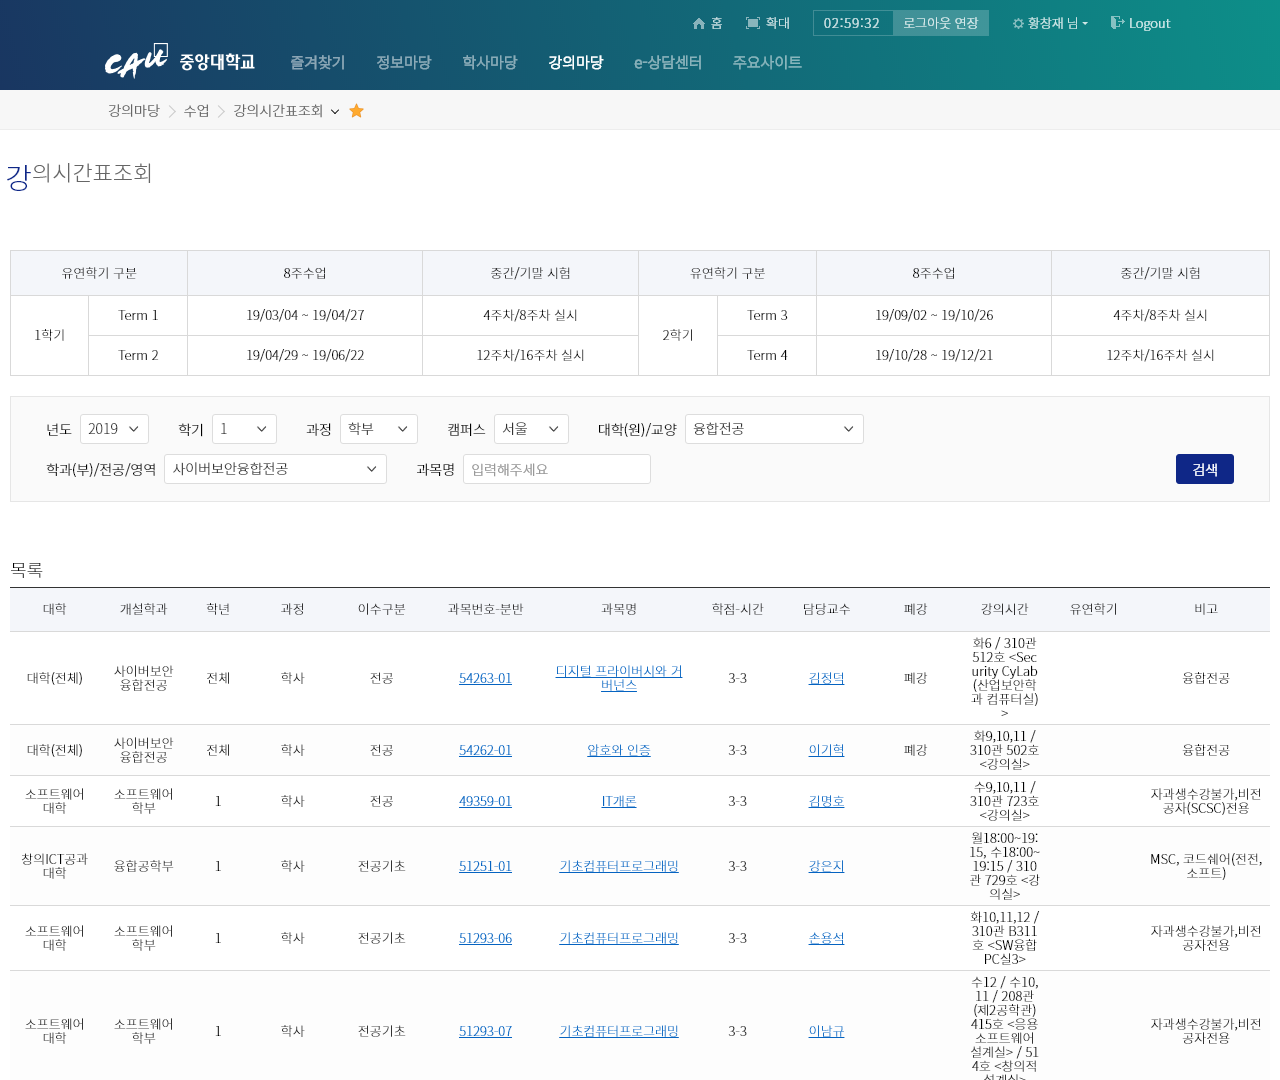 홈 확대 02:59:32 로그아웃 연장 황창재 님 Logout
CAU 중앙대학교 즐겨찾기 정보마당 학사마당 강의마당 e-상담센터 주요사이트
강의마당 수업 강의시간표조회
강의시간표조회
유연학기 구분 8주수업 중간/기말 시험 유연학기 구분 8주수업 중간/기말 시험
1학기 Term 1 19/03/04 ~ 19/04/27 4주차/8주차 실시 2학기 Term 3 19/09/02 ~ 19/10/26 4주차/8주차 실시
Term 2 19/04/29 ~ 19/06/22 12주차/16주차 실시 Term 4 19/10/28 ~ 19/12/21 12주차/16주차 실시
년도 2019 학기 1 과정 학부 캠퍼스 서울 대학(원)/교양 융합전공
학과(부)/전공/영역 사이버보안융합전공 과목명 입력해주세요 검색
목록
대학 개설학과 학년 과정 이수구분 과목번호-분반 과목명 학점-시간 담당교수 폐강 강의시간 유연학기 비고
대학(전체)
사이버보안
융합전공
전체
학사
전공
54263-01
디지털 프라이버시와 거
버넌스
3-3
김정덕
폐강
화6 / 310관
512호 <Sec
urity CyLab
(산업보안학
과 컴퓨터실)
>
융합전공
대학(전체)
사이버보안
융합전공
전체
학사
전공
54262-01
암호와 인증
3-3
이기혁
폐강
화9,10,11 /
310관 502호
<강의실>
융합전공
소프트웨어
대학
소프트웨어
학부
1
학사
전공
49359-01
IT개론
3-3
김명호
수9,10,11 /
310관 723호
<강의실>
자과생수강불가,비전
공자(SCSC)전용
창의ICT공과
대학
융합공학부
1
학사
전공기초
51251-01
기초컴퓨터프로그래밍
3-3
강은지
월18:00~19:
15, 수18:00~
19:15 / 310
관 729호 <강
의실>
MSC, 코드쉐어(전전,
소프트)
소프트웨어
대학
소프트웨어
학부
1
학사
전공기초
51293-06
기초컴퓨터프로그래밍
3-3
손용석
화10,11,12 /
310관 B311
호 <SW융합
PC실3>
자과생수강불가,비전
공자전용
소프트웨어
대학
소프트웨어
학부
1
학사
전공기초
51293-07
기초컴퓨터프로그래밍
3-3
이남규
수12 / 수10,
11 / 208관
(제2공학관)
415호 <응용
소프트웨어
설계실> / 51
4호 <창의적
설계실>
자과생수강불가,비전
공자전용